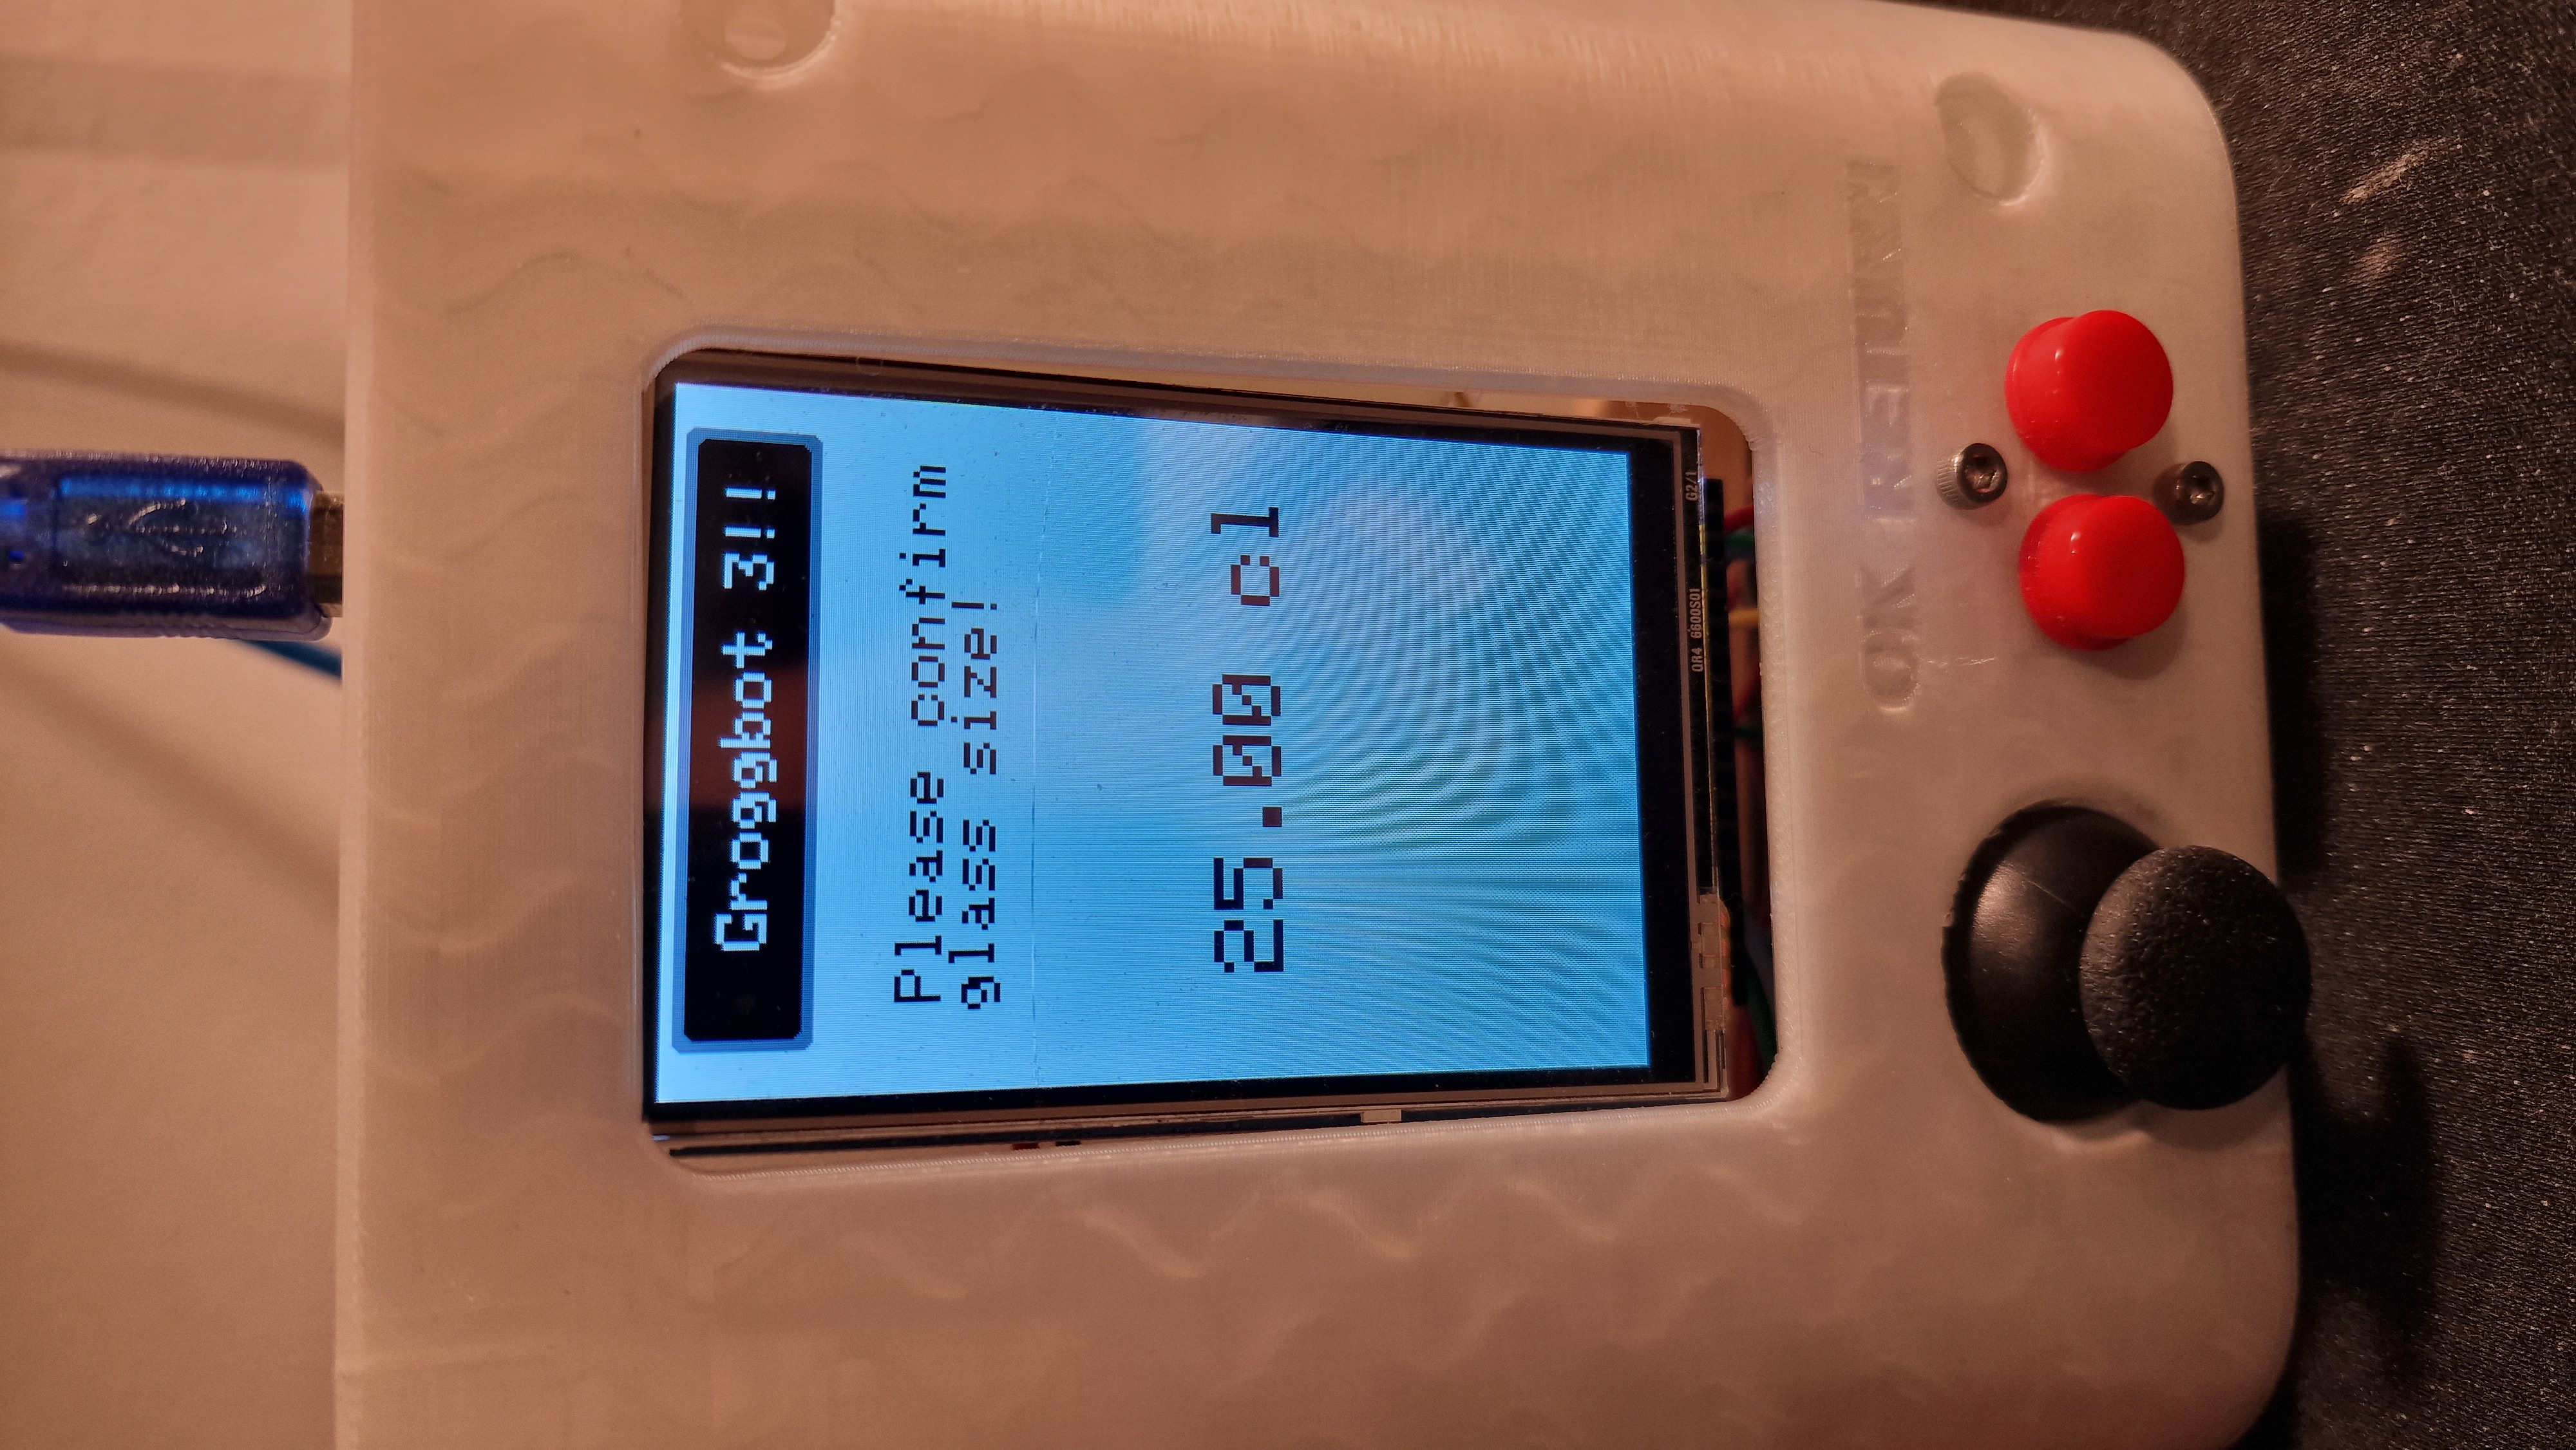 Groggbot 3!!
Please confirm
glass size!
25.00 cl
QR4 6600S01 G2/1
OK RETURN